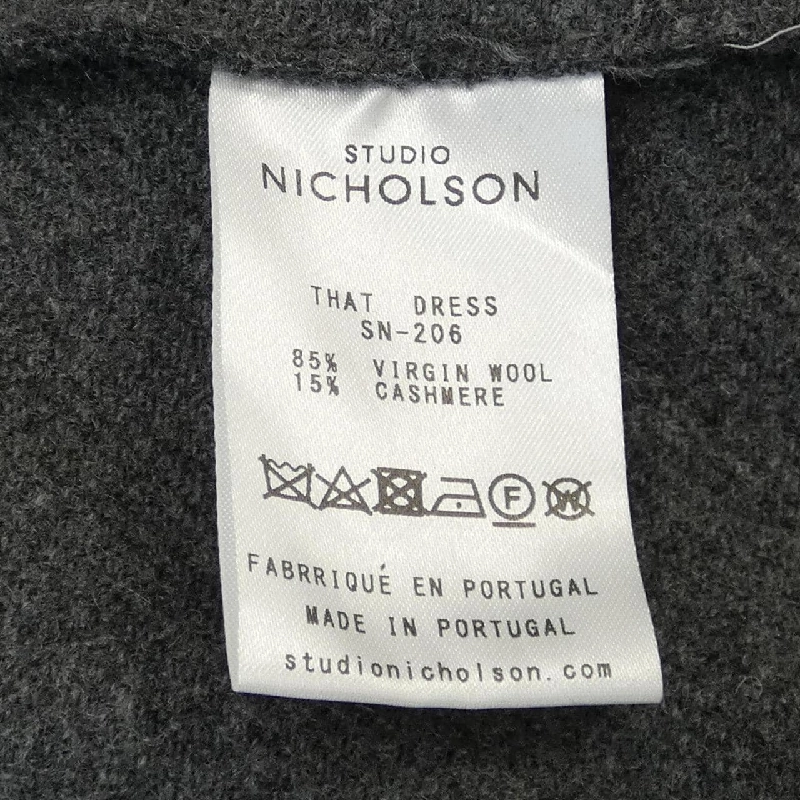 STUDIO
NICHOLSON
THAT DRESS
SN-206
85% VIRGIN WOOL
15% CASHMERE
F W
FABRRIQUÉ EN PORTUGAL
MADE IN PORTUGAL
studionicholson.com